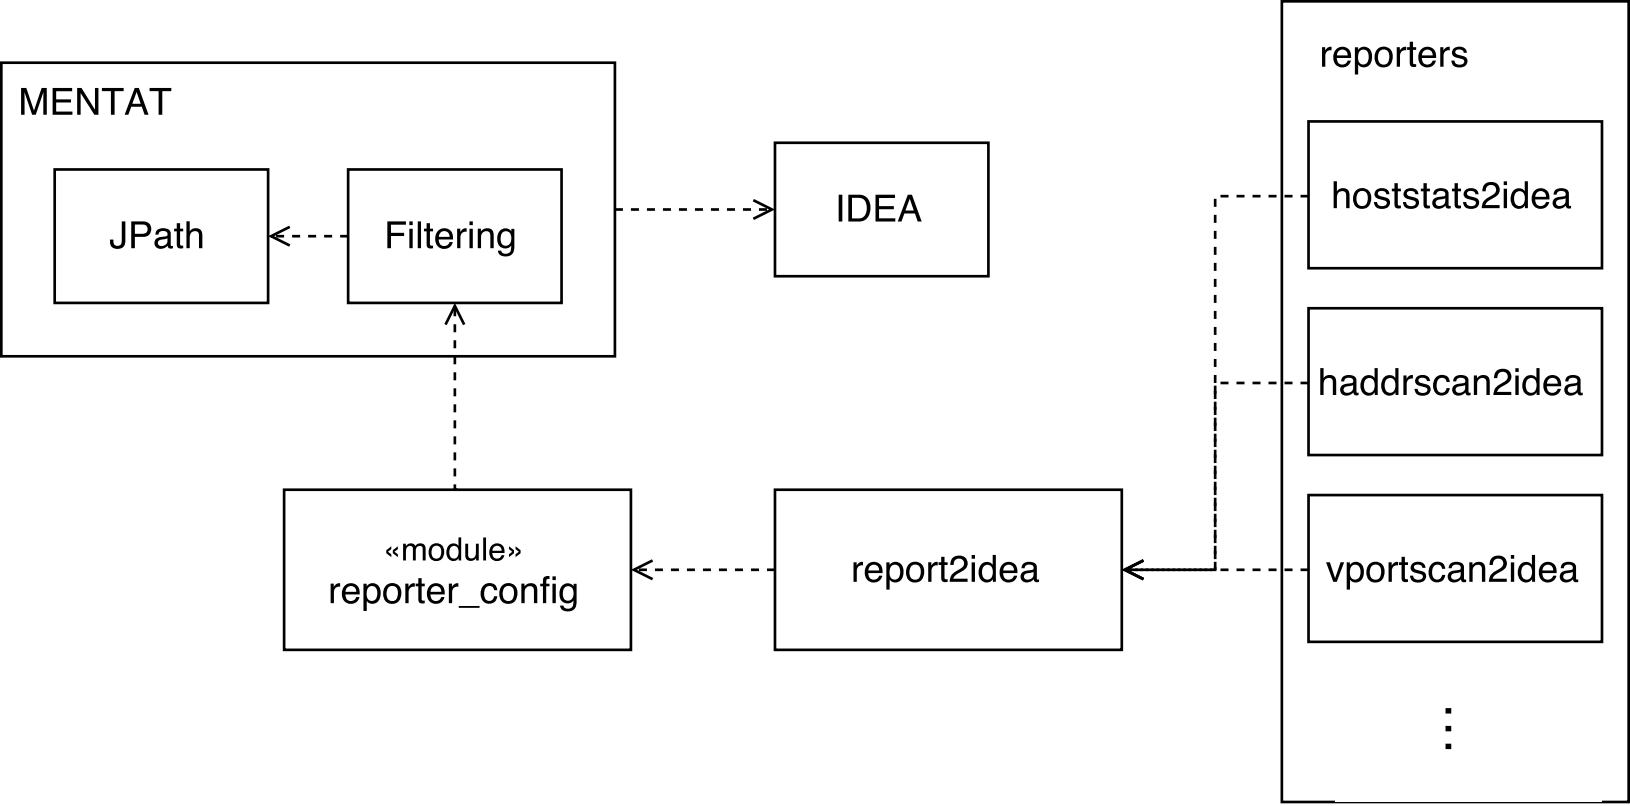 reporters
MENTAT
hoststats2idea
IDEA
JPath
Filtering
haddrscan2idea
«module»
reporter_config
report2idea
vportscan2idea
⋮